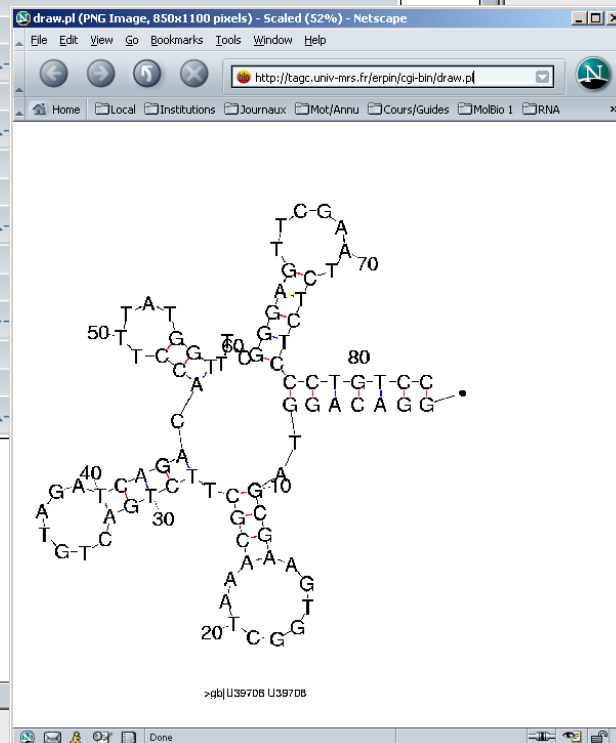 draw.pl (PNG Image, 850x1100 pixels) - Scaled (52%) - Netscape
File Edit View Go Bookmarks Tools Window Help
http://tagc.univ-mrs.fr/erpin/cgi-bin/draw.pl
Home Local Institutions Journaux Mot/Annu Cours/Guides MolBio 1 RNA
T C G A A T
70
T T G A G G G
C T C T C
T T A T G G T T
50
T T C C A
60
80
C C T G T C C
G G A C A G G
C
G T A
40
A G A T C A G A
T T C T G A C T G T A
30
10
G C G A A G T G G C T A A A C G C T
20
>gb|U39706 U39706
Done